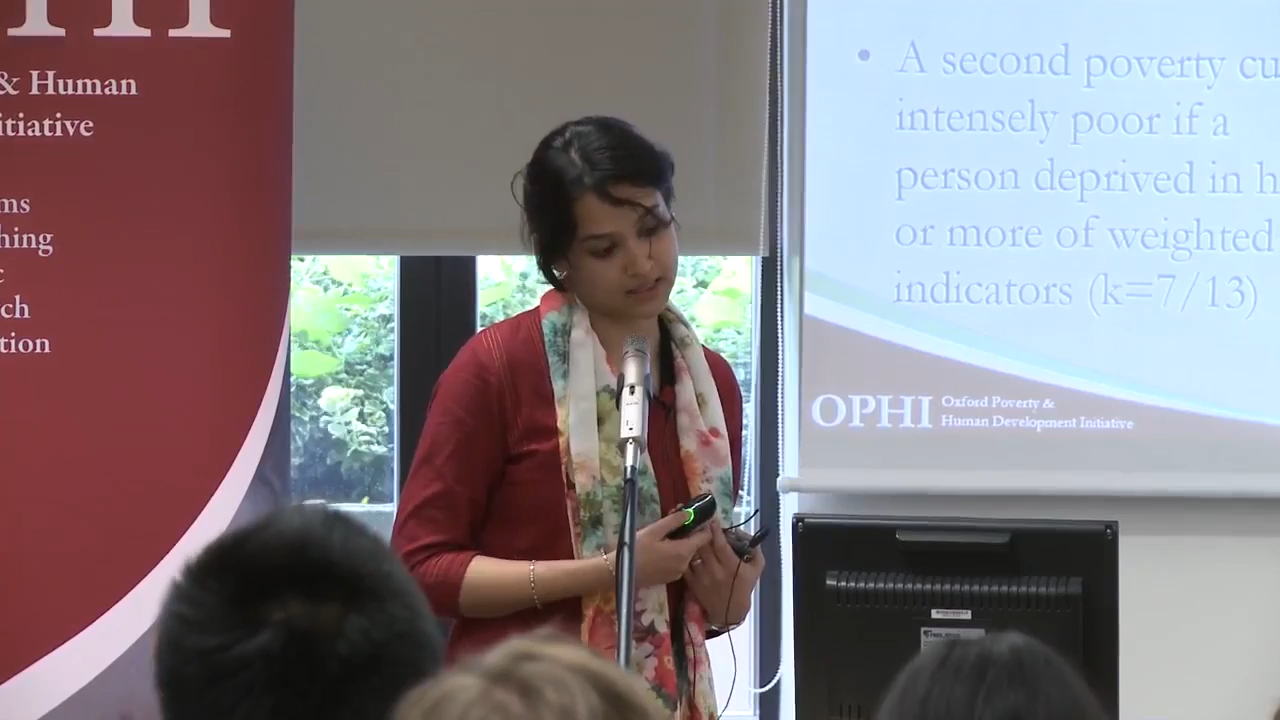 & Human
itiative
ms
hing
c
rch
tion
• A second poverty cu
intensely poor if a
person deprived in h
or more of weighted
indicators (k=7/13)
OPHI
Oxford Poverty &
Human Development Initiative